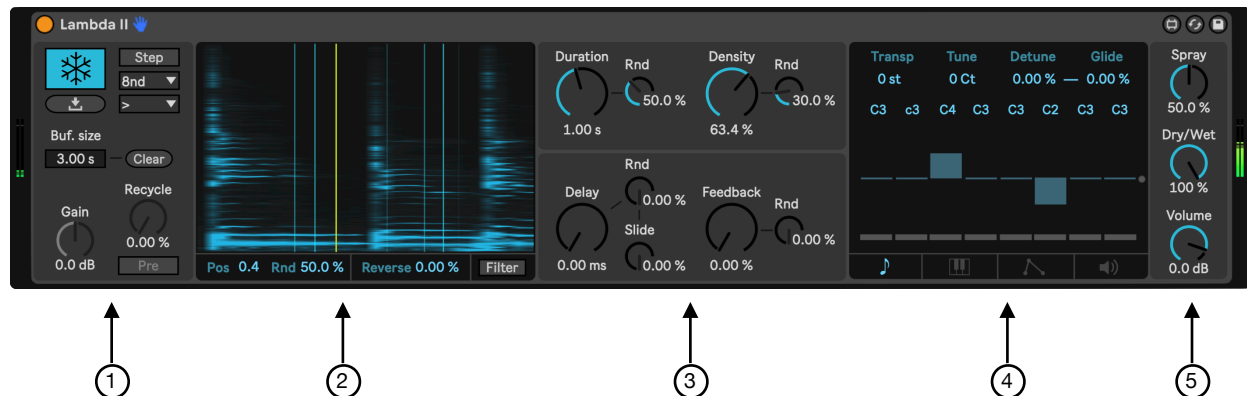 Lambda II
Step
8nd
>
Buf. size
3.00 s
Clear
Recycle
Gain
0.00 %
0.0 dB
Pre
Pos 0.4 Rnd 50.0 % Reverse 0.00 % Filter
Duration
Rnd
50.0 %
1.00 s
Density
Rnd
30.0 %
63.4 %
Delay
Rnd
0.00 %
Slide
0.00 ms
0.00 %
Feedback
Rnd
0.00 %
0.00 %
Transp Tune Detune Glide
0 st 0 Ct 0.00 % — 0.00 %
C3 c3 C4 C3 C3 C2 C3 C3
Spray
50.0 %
Dry/Wet
100 %
Volume
0.0 dB
1 2 3 4 5